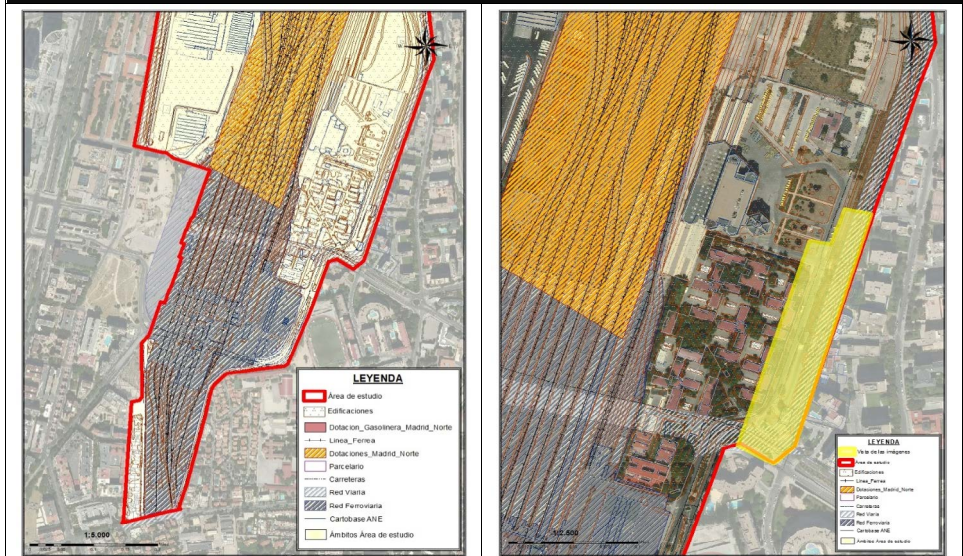 LEYENDA
Área de estudio
Edificaciones
Dotacion_Gasolinera_Madrid_Norte
Linea_Ferrea
Dotaciones_Madrid_Norte
Parcelario
Carreteras
Red Viaria
Red Ferroviaria
Cartobase ANE
Ámbitos Área de estudio
1:5.000
LEYENDA
Vista de las imágenes
Área de estudio
Edificaciones
Linea_Ferrea
Dotaciones_Madrid_Norte
Parcelario
Carreteras
Red Viaria
Red Ferroviaria
Cartobase ANE
Ámbitos Área de estudio
1:2.500